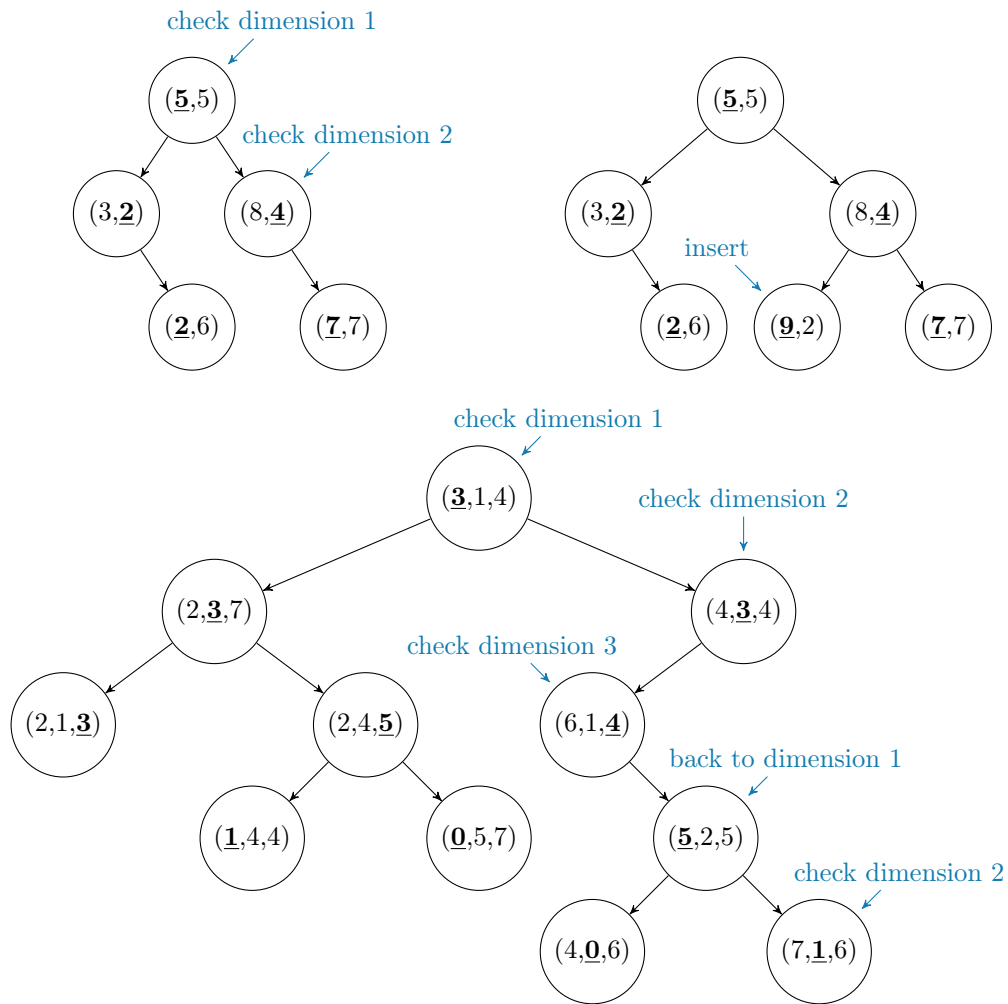 check dimension 1
(5,5)
check dimension 2
(3,2)
(8,4)
(2,6)
(7,7)
(5,5)
(3,2)
(8,4)
insert
(2,6)
(9,2)
(7,7)
check dimension 1
(3,1,4)
check dimension 2
(2,3,7)
(4,3,4)
check dimension 3
(2,1,3)
(2,4,5)
(6,1,4)
back to dimension 1
(1,4,4)
(0,5,7)
(5,2,5)
check dimension 2
(4,0,6)
(7,1,6)